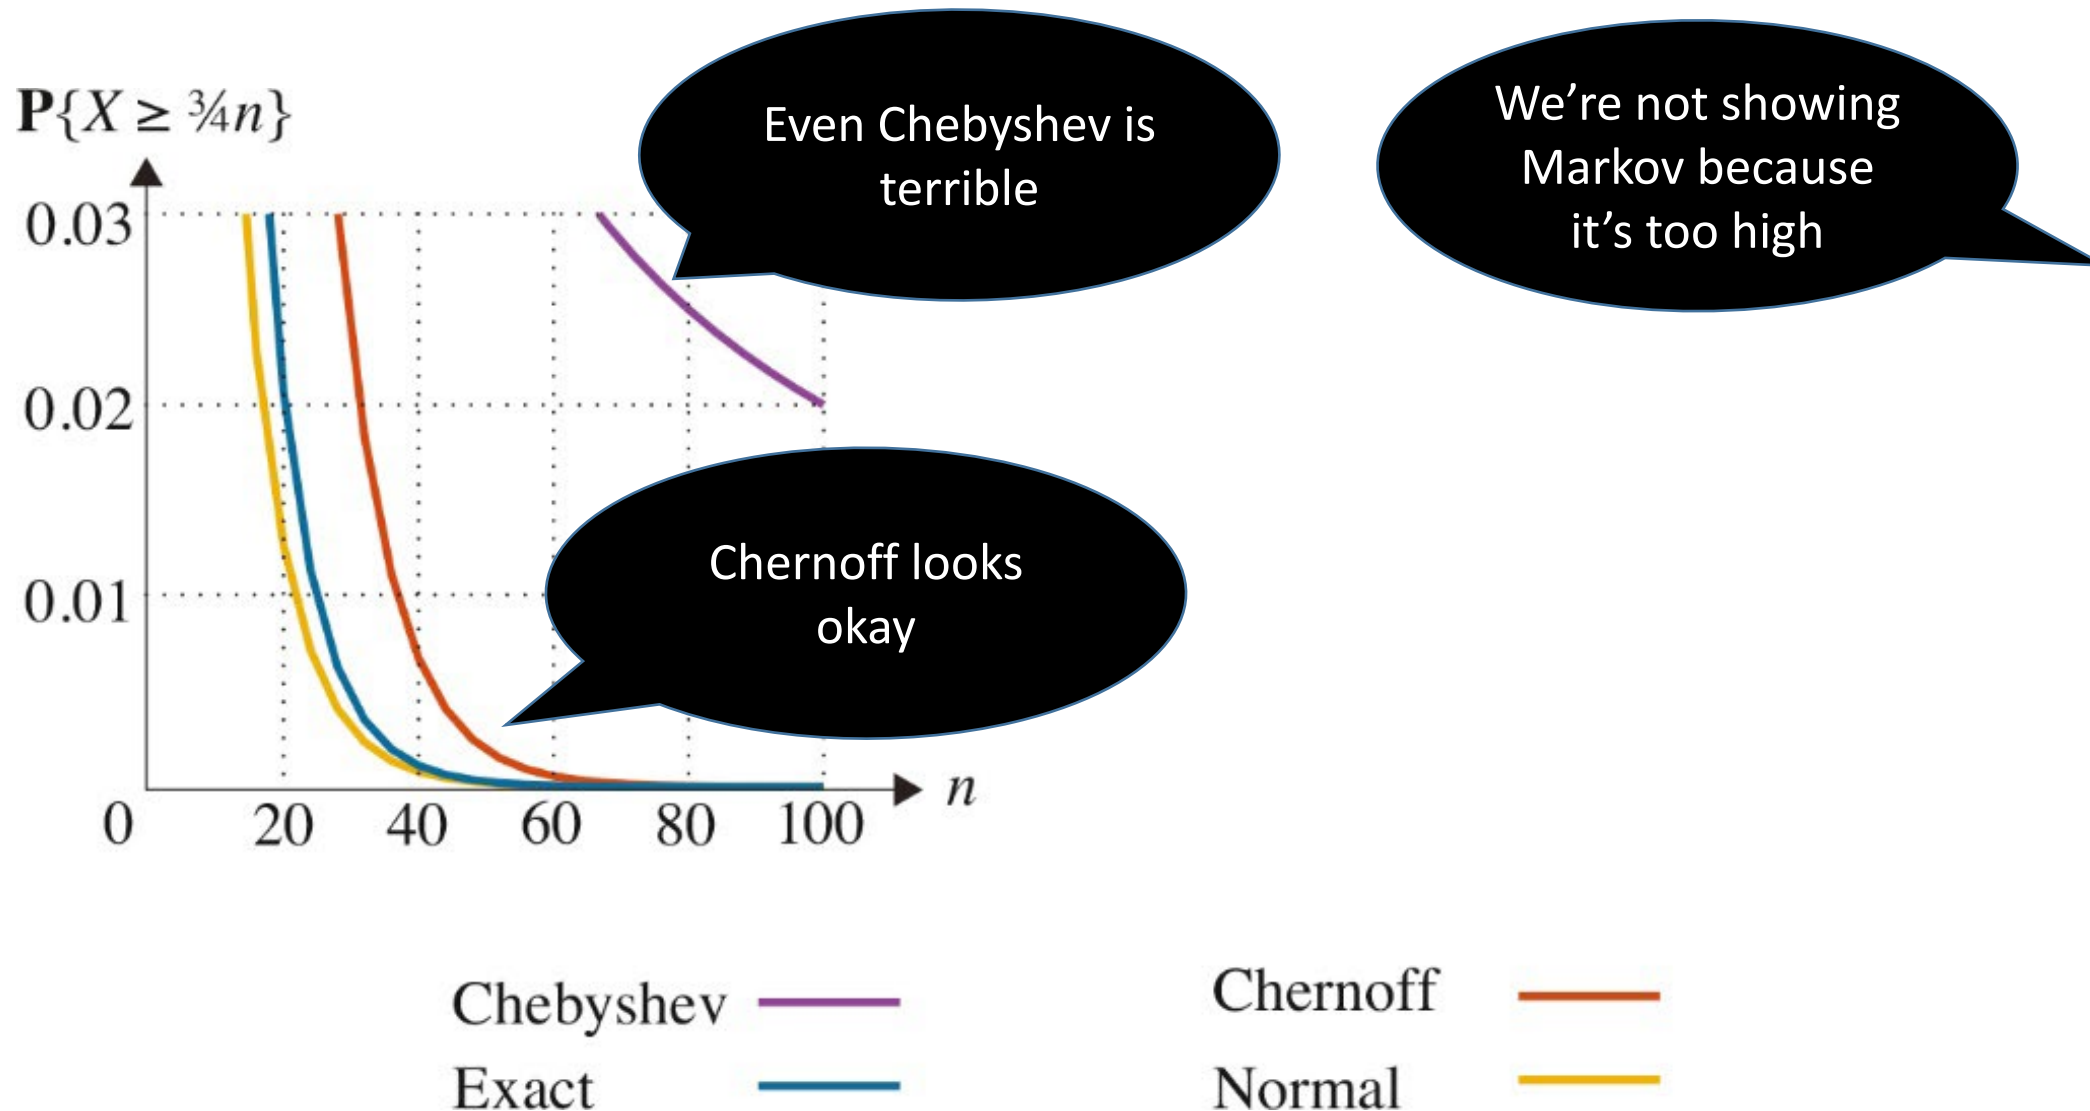 P{X ≥ ¾n}
Even Chebyshev is
terrible
We’re not showing
Markov because
it’s too high
0.03
0.02
0.01
Chernoff looks
okay
n
0
20
40
60
80
100
Chebyshev
Chernoff
Exact
Normal